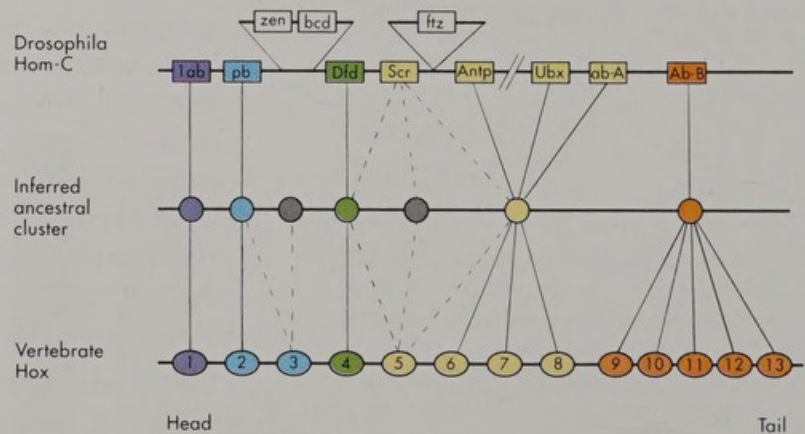 zen bcd ftz
Drosophila
Hom-C
lab pb Dfd Scr Antp Ubx ab-A Ab-B
Inferred
ancestral
cluster
Vertebrate
Hox
1 2 3 4 5 6 7 8 9 10 11 12 13
Head Tail